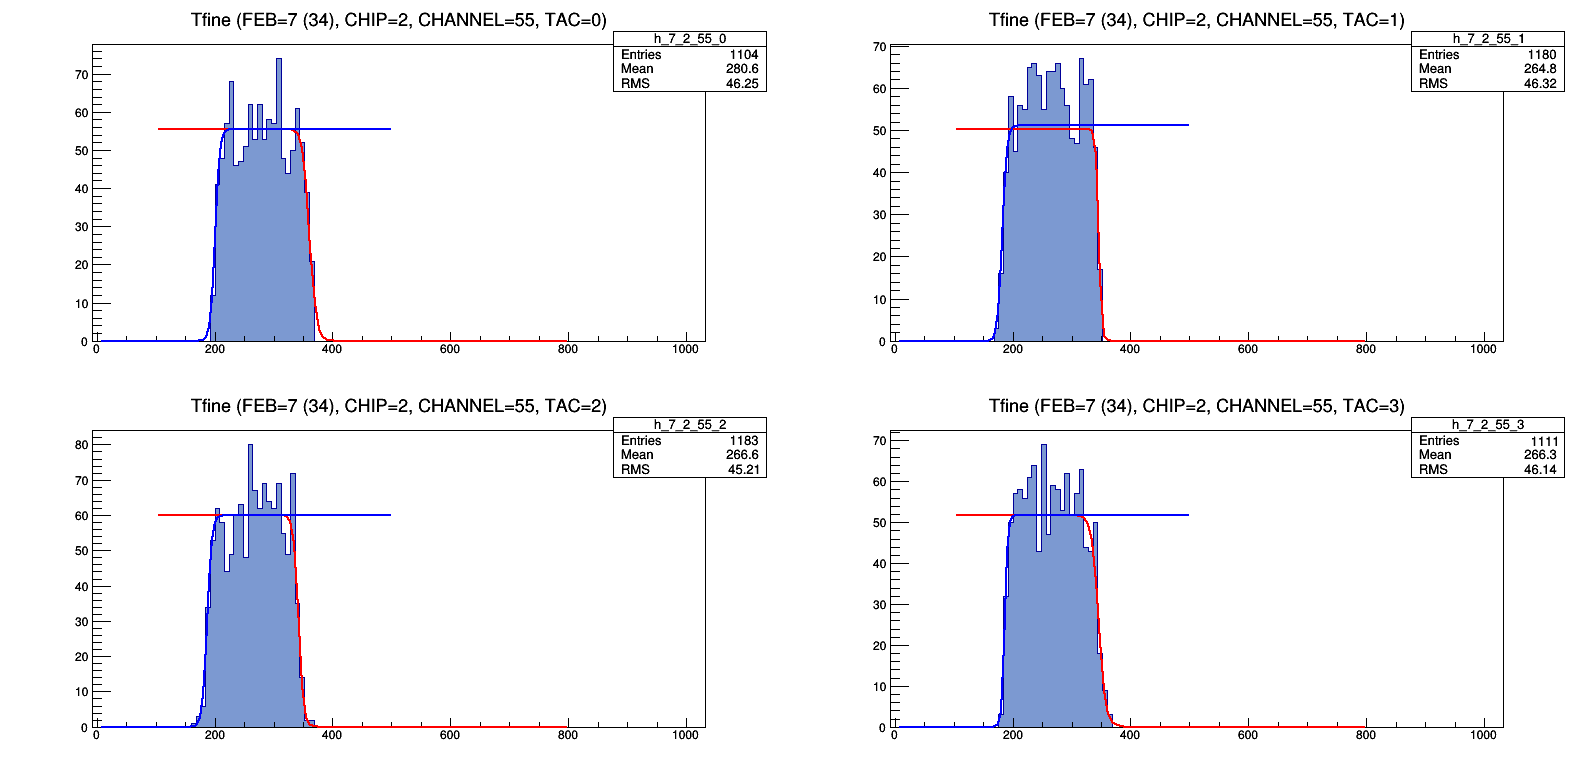 Tfine (FEB=7 (34), CHIP=2, CHANNEL=55, TAC=0)
h_7_2_55_0
Entries 1104
Mean 280.6
RMS 46.25
70
60
50
40
30
20
10
0
0 200 400 600 800 1000
Tfine (FEB=7 (34), CHIP=2, CHANNEL=55, TAC=1)
h_7_2_55_1
Entries 1180
Mean 264.8
RMS 46.32
70
60
50
40
30
20
10
0
0 200 400 600 800 1000
Tfine (FEB=7 (34), CHIP=2, CHANNEL=55, TAC=2)
h_7_2_55_2
Entries 1183
Mean 266.6
RMS 45.21
80
70
60
50
40
30
20
10
0
0 200 400 600 800 1000
Tfine (FEB=7 (34), CHIP=2, CHANNEL=55, TAC=3)
h_7_2_55_3
Entries 1111
Mean 266.3
RMS 46.14
70
60
50
40
30
20
10
0
0 200 400 600 800 1000